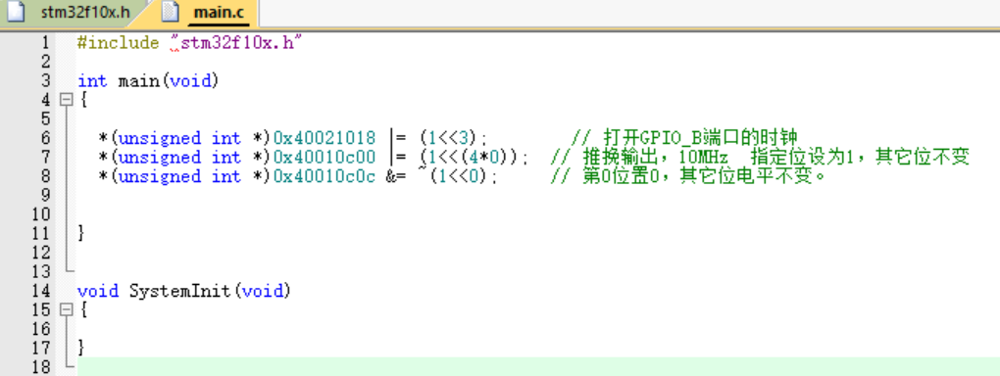 stm32f10x.h main.c
1 #include "stm32f10x.h"
2
3 int main(void)
4 {
5
6 *(unsigned int *)0x40021018 |= (1<<3); // 打开GPIO_B端口的时钟
7 *(unsigned int *)0x40010c00 |= (1<<(4*0)); // 推挽输出，10MHz 指定位设为1，其它位不变
8 *(unsigned int *)0x40010c0c &= ~(1<<0); // 第0位置0，其它位电平不变。
9
10
11 }
12
13
14 void SystemInit(void)
15 {
16
17 }
18